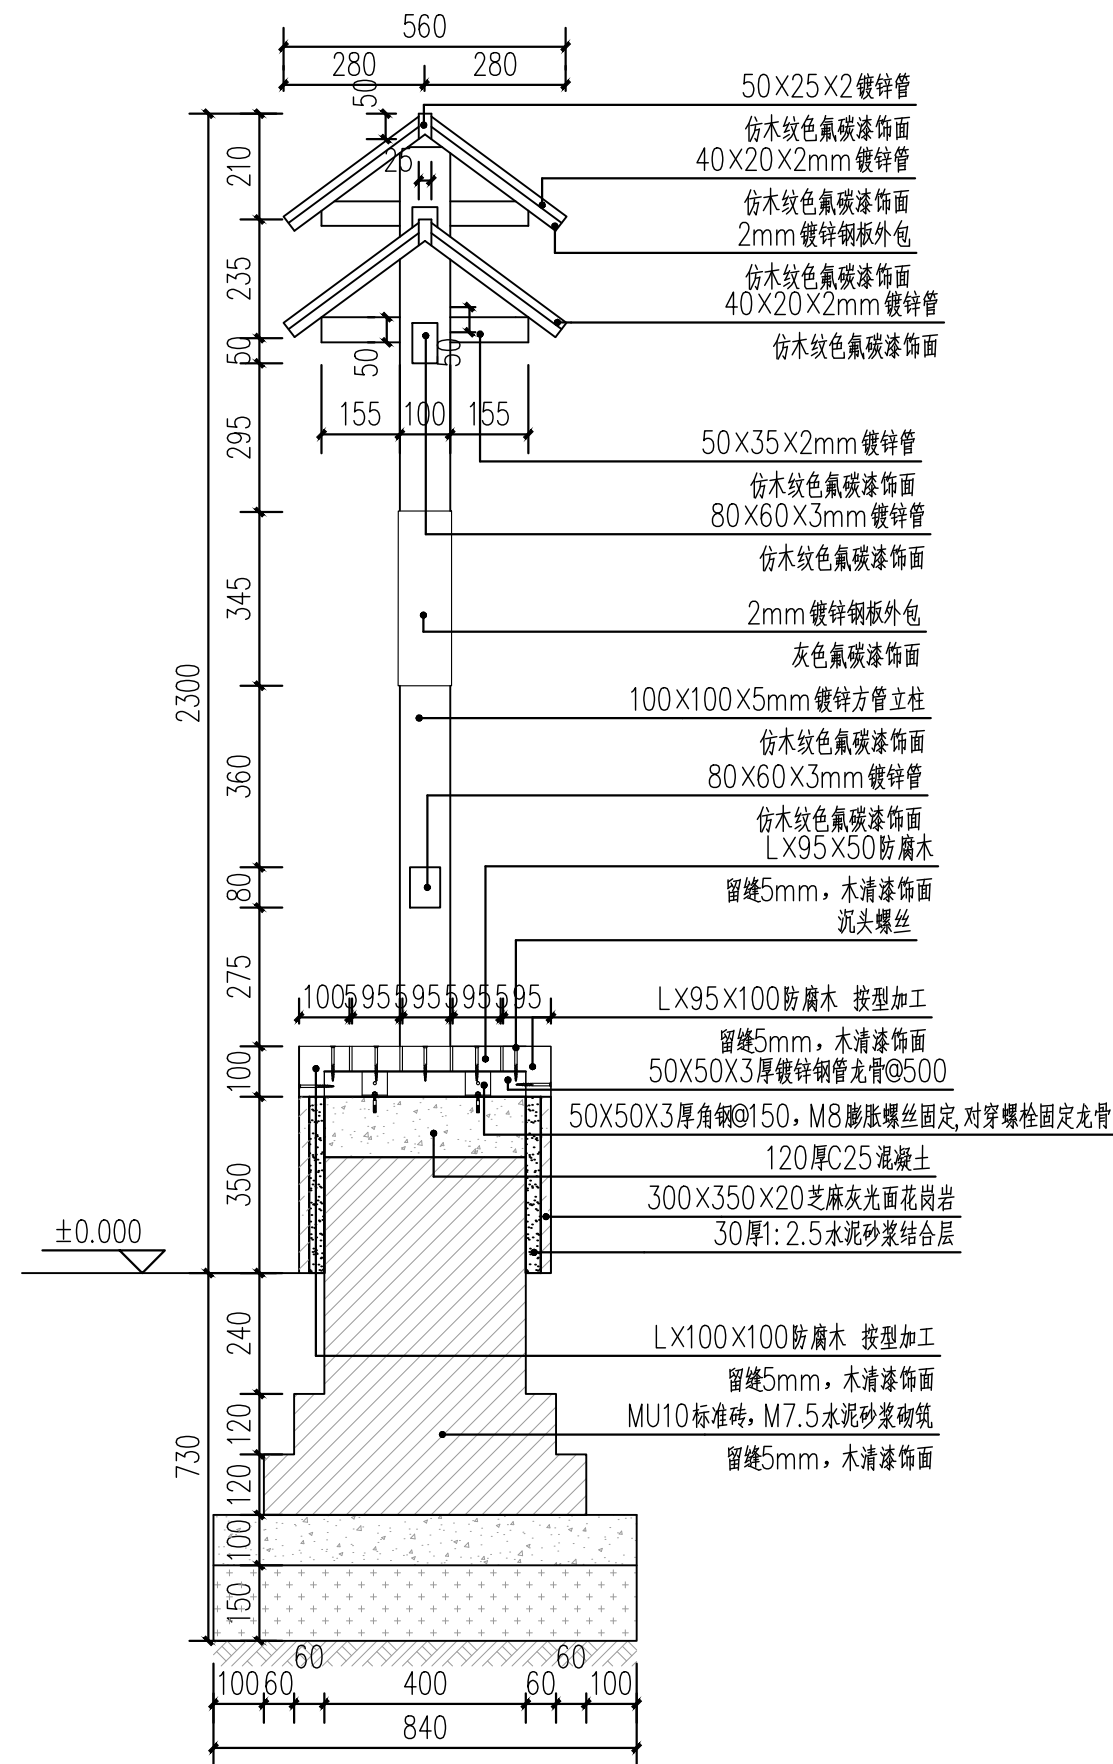 560
280
280
50
50X25X2镀锌管
仿木纹色氟碳漆饰面
210
25
40X20X2mm镀锌管
仿木纹色氟碳漆饰面
2mm镀锌钢板外包
仿木纹色氟碳漆饰面
235
40X20X2mm镀锌管
仿木纹色氟碳漆饰面
50
50
50
155
100
155
295
50X35X2mm镀锌管
仿木纹色氟碳漆饰面
80X60X3mm镀锌管
仿木纹色氟碳漆饰面
345
2mm镀锌钢板外包
灰色氟碳漆饰面
2300
100X100X5mm镀锌方管立柱
仿木纹色氟碳漆饰面
360
80X60X3mm镀锌管
仿木纹色氟碳漆饰面
L X95X50防腐木
留缝5mm，木清漆饰面
80
沉头螺丝
275
100 5 95 5 95 5 95 5 95
L X95X100防腐木 按型加工
留缝5mm，木清漆饰面
100
50X50X3厚镀锌钢管龙骨@500
50X50X3厚角钢@150，M8膨胀螺丝固定,对穿螺栓固定龙骨
120厚C25混凝土
350
300X350X20芝麻灰光面花岗岩
30厚1:2.5水泥砂浆结合层
±0.000
240
L X100X100防腐木 按型加工
留缝5mm，木清漆饰面
120
MU10标准砖，M7.5水泥砂浆砌筑
留缝5mm，木清漆饰面
730
120
100
150
60
60
100
60
400
60
100
840